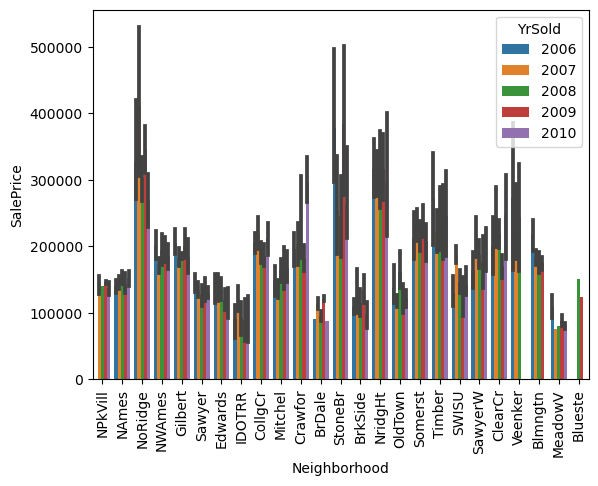 YrSold
2006
2007
2008
2009
2010
SalePrice
500000
400000
300000
200000
100000
0
NPkVill
NAmes
NoRidge
NWAmes
Gilbert
Sawyer
Edwards
IDOTRR
CollgCr
Mitchel
Crawfor
BrDale
StoneBr
BrkSide
NridgHt
OldTown
Somerst
Timber
SWISU
SawyerW
ClearCr
Veenker
Blmngtn
MeadowV
Blueste
Neighborhood